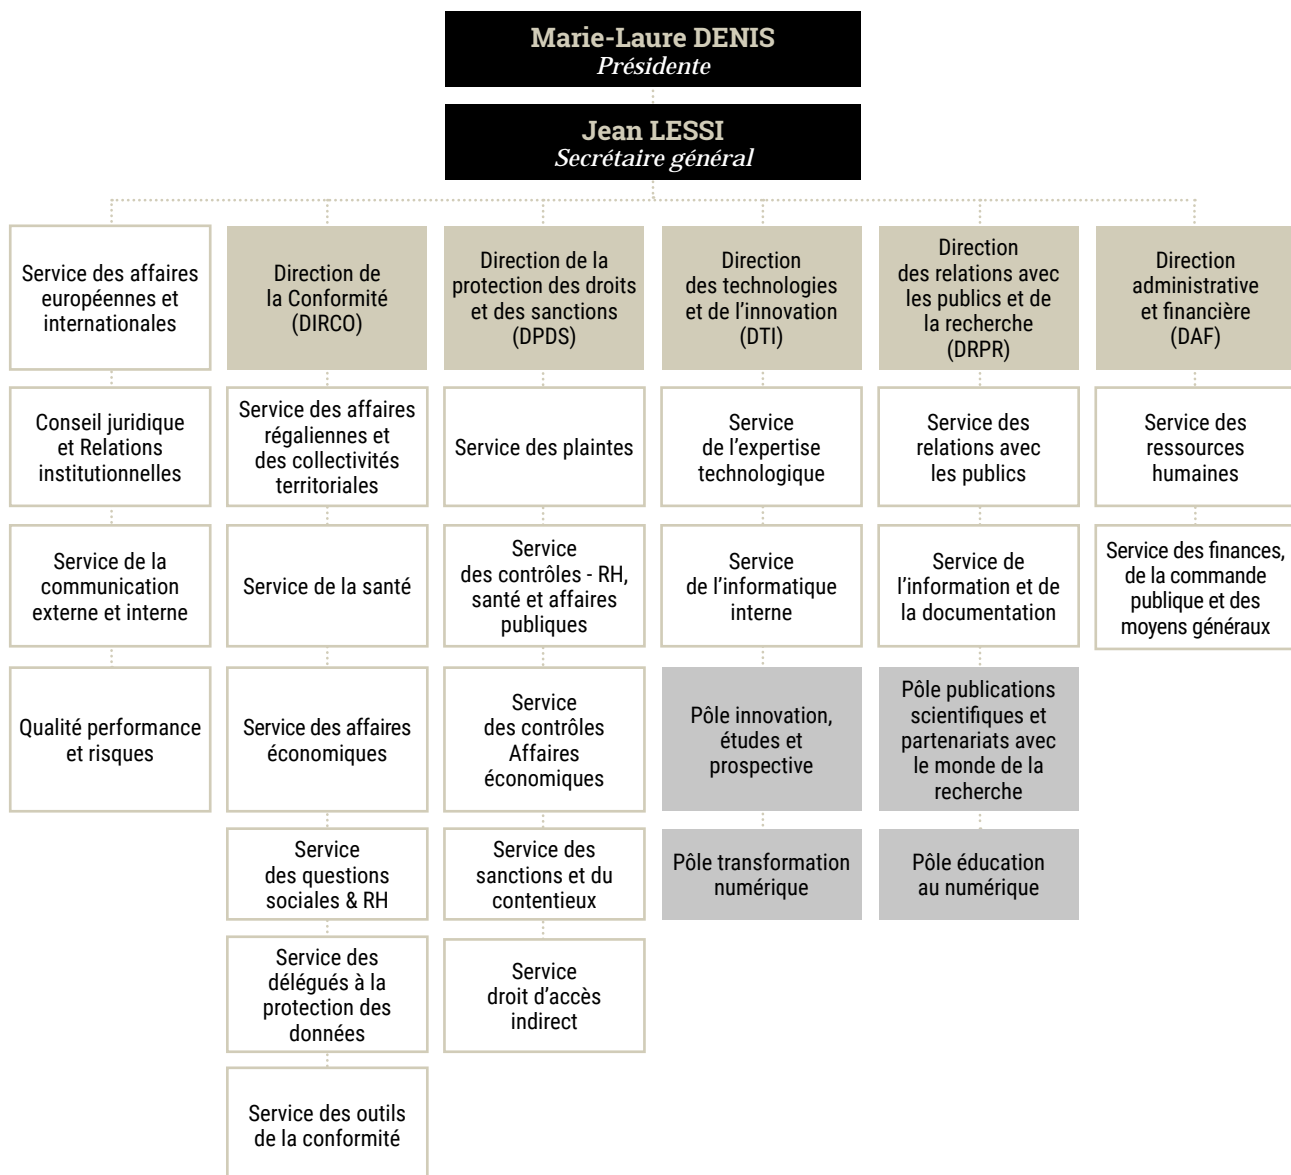 Marie-Laure DENIS
Présidente
Jean LESSI
Secrétaire général
Service des affaires
européennes et
internationales
Conseil juridique
et Relations
institutionnelles
Service de la
communication
externe et interne
Qualité performance
et risques
Direction de
la Conformité
(DIRCO)
Service des affaires
régaliennes et
des collectivités
territoriales
Service de la santé
Service des affaires
économiques
Service
des questions
sociales & RH
Service des
délégués à la
protection des
données
Service des outils
de la conformité
Direction de la
protection des droits
et des sanctions
(DPDS)
Service des plaintes
Service
des contrôles - RH,
santé et affaires
publiques
Service
des contrôles
Affaires
économiques
Service des
sanctions et du
contentieux
Service
droit d’accès
indirect
Direction
des technologies
et de l’innovation
(DTI)
Service
de l’expertise
technologique
Service
de l’informatique
interne
Pôle innovation,
études et
prospective
Pôle transformation
numérique
Direction
des relations avec
les publics et de
la recherche
(DRPR)
Service des
relations avec
les publics
Service de
l’information et de
la documentation
Pôle publications
scientifiques et
partenariats avec
le monde de la
recherche
Pôle éducation
au numérique
Direction
administrative
et financière
(DAF)
Service des
ressources
humaines
Service des finances,
de la commande
publique et des
moyens généraux